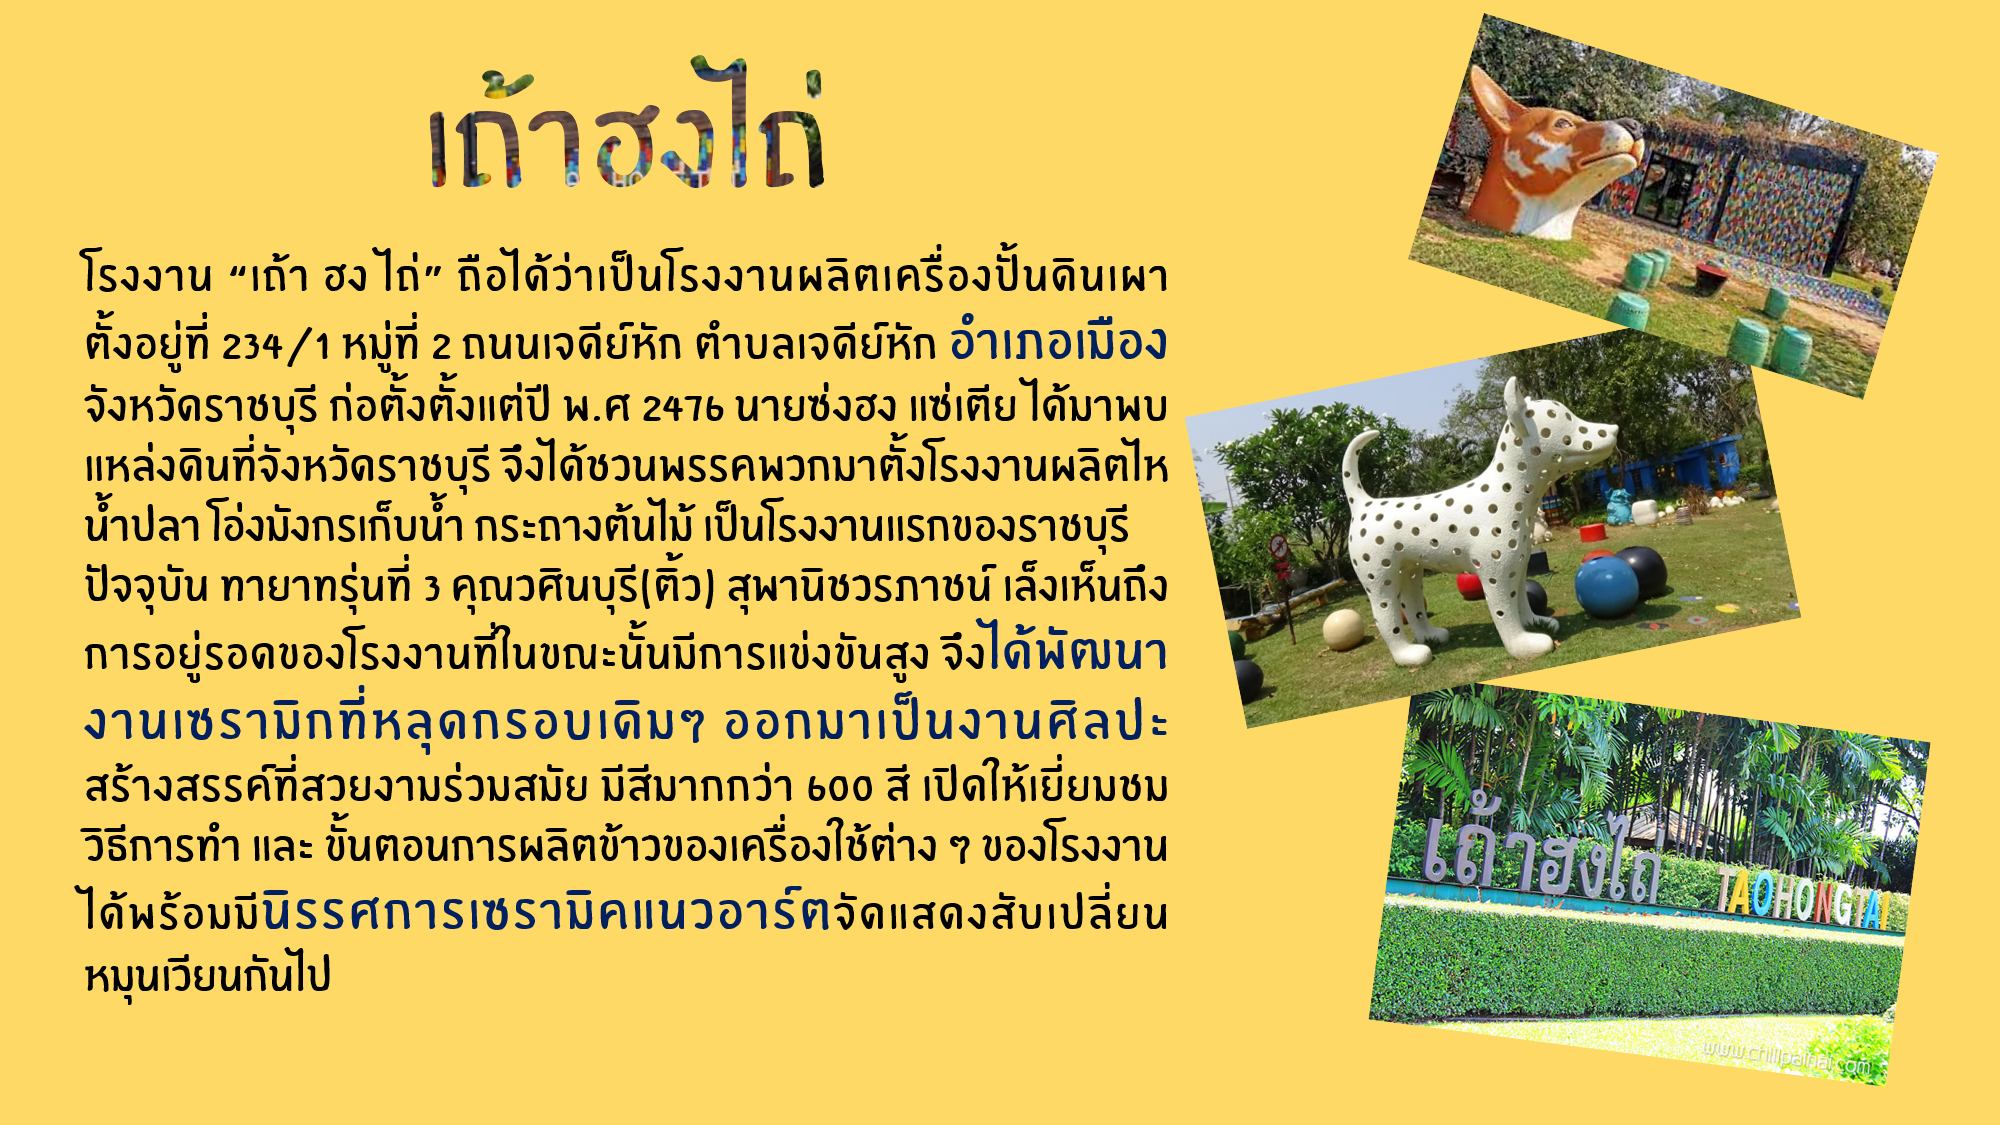 เถ้าฮงไถ่
โรงงาน “เถ้า ฮง ไถ่” ถือได้ว่าเป็นโรงงานผลิตเครื่องปั้นดินเผา
ตั้งอยู่ที่ 234/1 หมู่ที่ 2 ถนนเจดีย์หัก ตำบลเจดีย์หัก อำเภอเมือง
จังหวัดราชบุรี ก่อตั้งตั้งแต่ปี พ.ศ 2476 นายซ่งฮง แซ่เตีย ได้มาพบ
แหล่งดินที่จังหวัดราชบุรี จึงได้ชวนพรรคพวกมาตั้งโรงงานผลิตไห
น้ำปลา โอ่งมังกรเก็บน้ำ กระถางต้นไม้ เป็นโรงงานแรกของราชบุรี
ปัจจุบัน ทายาทรุ่นที่ 3 คุณวศินบุรี(ติ้ว) สุพานิชวรภาชน์ เล็งเห็นถึง
การอยู่รอดของโรงงานที่ในขณะนั้นมีการแข่งขันสูง จึงได้พัฒนา
งานเซรามิกที่หลุดกรอบเดิมๆ ออกมาเป็นงานศิลปะ
สร้างสรรค์ที่สวยงามร่วมสมัย มีสีมากกว่า 600 สี เปิดให้เยี่ยมชม
วิธีการทำ และ ขั้นตอนการผลิตข้าวของเครื่องใช้ต่าง ๆ ของโรงงาน
ได้พร้อมมีนิรรศการเซรามิคแนวอาร์ตจัดแสดงสับเปลี่ยน
หมุนเวียนกันไป
เถ้าฮงไถ่ TAOHONGTAI
www.chillpainai.com